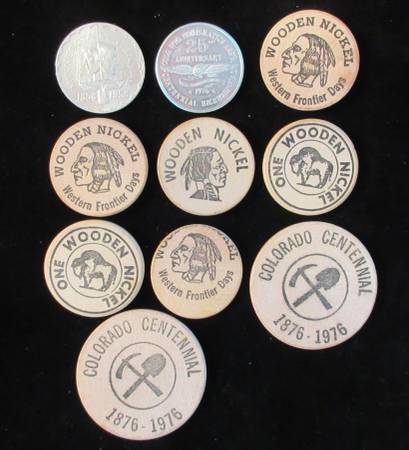 WOODEN NICKEL
Western Frontier Days
25th
ANNIVERSARY
1976
WOODEN NICKEL
Western Frontier Days
WOODEN NICKEL
ONE WOODEN NICKEL
ONE WOODEN NICKEL
Western Frontier Days
COLORADO CENTENNIAL
1876-1976
COLORADO CENTENNIAL
1876-1976